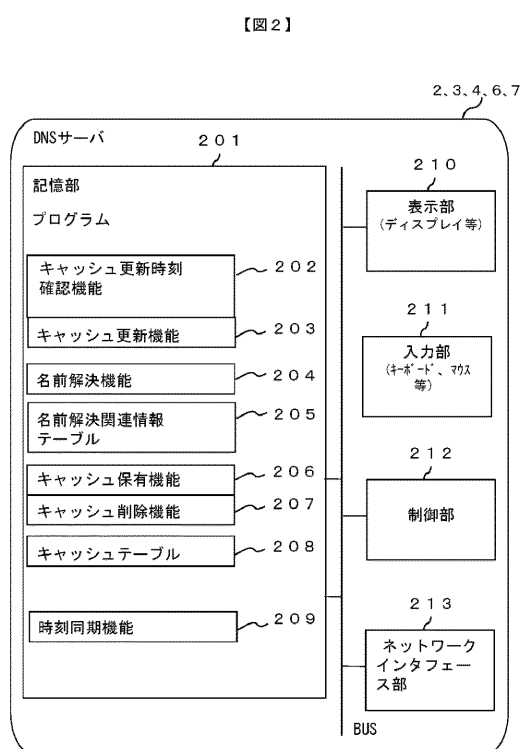 【図2】
2、3、4、6、7
DNSサーバ
201
記憶部
プログラム
キャッシュ更新時刻
確認機能
202
キャッシュ更新機能
203
名前解決機能
204
名前解決関連情報
テーブル
205
キャッシュ保有機能
206
キャッシュ削除機能
207
キャッシュテーブル
208
時刻同期機能
209
210
表示部
(ディスプレイ等)
211
入力部
(キーボード、マウス
等)
212
制御部
213
ネットワーク
インタフェー
ス部
BUS